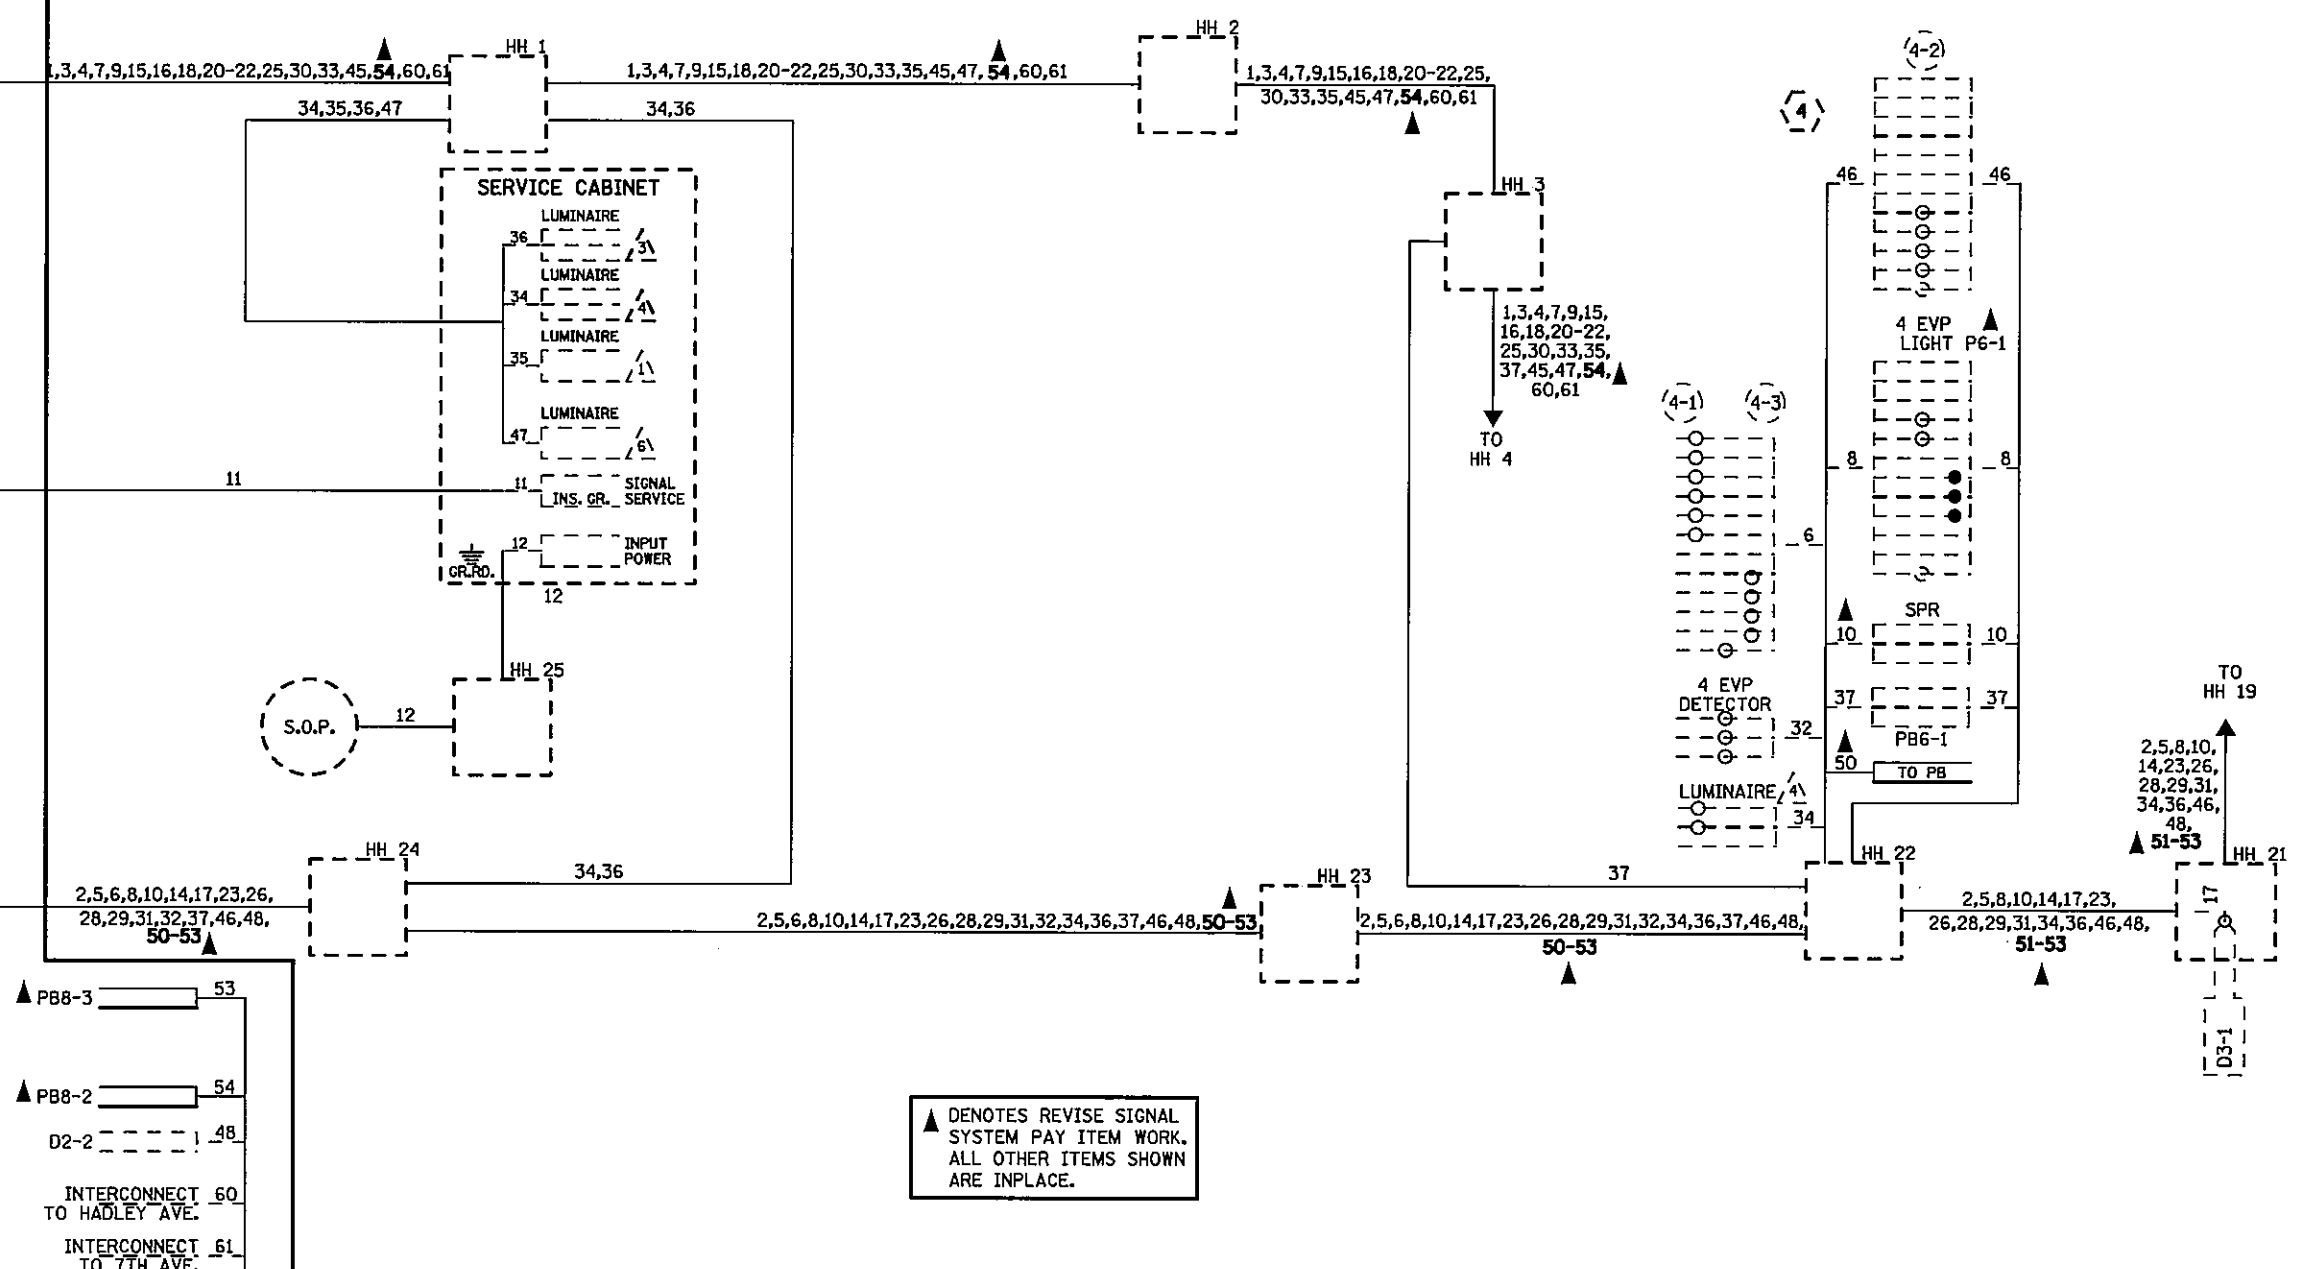 HH 1
1,3,4,7,9,15,16,18,20-22,25,30,33,45,54,60,61
34,35,36,47
1,3,4,7,9,15,18,20-22,25,30,33,35,45,47,54,60,61
34,36
HH 2
1,3,4,7,9,15,16,18,20-22,25,
30,33,35,45,47,54,60,61
HH 3
1,3,4,7,9,15,
16,18,20-22,
25,30,33,35,
37,45,47,54,
60,61
TO
HH 4
SERVICE CABINET
LUMINAIRE
36
3
LUMINAIRE
34
4
LUMINAIRE
35
1
LUMINAIRE
47
6
11
11
INS. GR.
SIGNAL
SERVICE
12
INPUT
POWER
GR.RD.
12
HH 25
S.O.P.
12
4
4-2
46
46
4 EVP
LIGHT P6-1
8
8
SPR
10
10
37
37
PB6-1
50
TO PB
4-1
4-3
6
4 EVP
DETECTOR
32
LUMINAIRE
4
34
HH 24
34,36
2,5,6,8,10,14,17,23,26,
28,29,31,32,37,46,48,
50-53
2,5,6,8,10,14,17,23,26,28,29,31,32,34,36,37,46,48,50-53
HH 23
2,5,6,8,10,14,17,23,26,28,29,31,32,34,36,37,46,48,
50-53
37
HH 22
2,5,8,10,14,17,23,
26,28,29,31,34,36,46,48,
51-53
TO
HH 19
2,5,8,10,
14,23,26,
28,29,31,
34,36,46,
48,
51-53
HH 21
17
D3-1
PB8-3
53
PB8-2
54
D2-2
48
INTERCONNECT
TO HADLEY AVE.
60
INTERCONNECT
TO 7TH AVE.
61
DENOTES REVISE SIGNAL
SYSTEM PAY ITEM WORK.
ALL OTHER ITEMS SHOWN
ARE INPLACE.